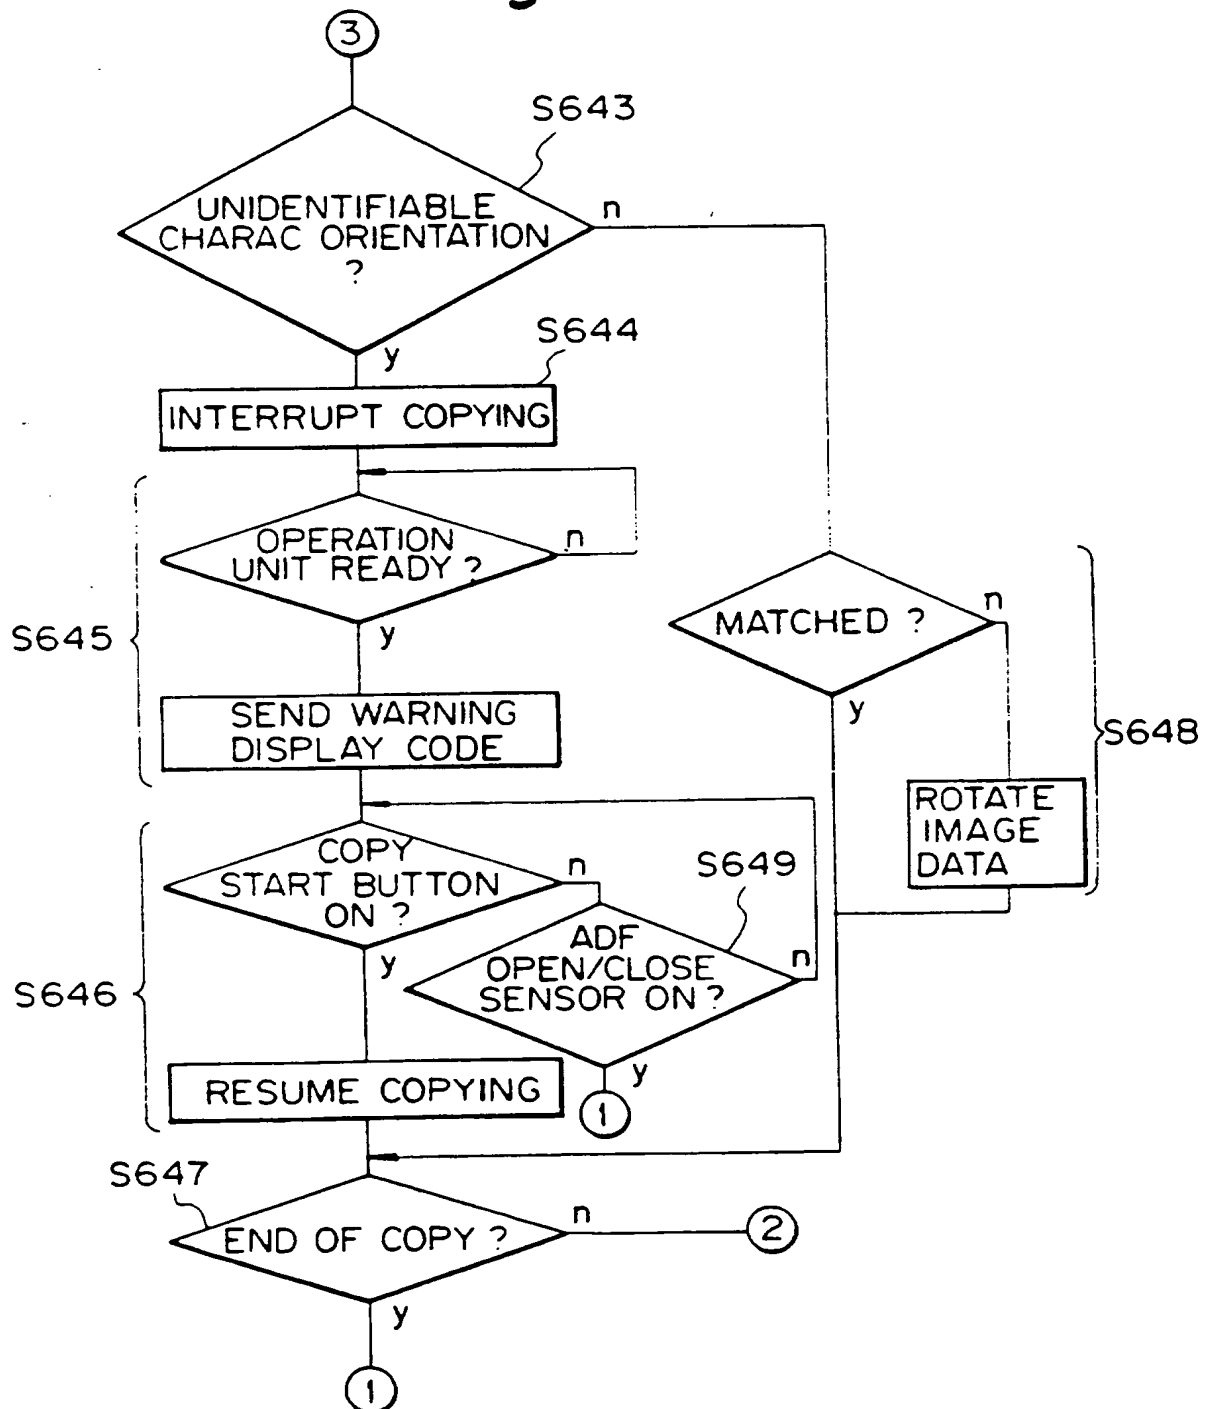 3
S643
UNIDENTIFIABLE
CHARAC ORIENTATION
?
n
y
S644
INTERRUPT COPYING
S645
OPERATION
UNIT READY ?
n
y
SEND WARNING
DISPLAY CODE
MATCHED ?
n
y
S648
ROTATE
IMAGE
DATA
S646
COPY
START BUTTON
ON ?
n
y
S649
ADF
OPEN/CLOSE
SENSOR ON ?
n
y
1
RESUME COPYING
S647
END OF COPY ?
n
2
y
1